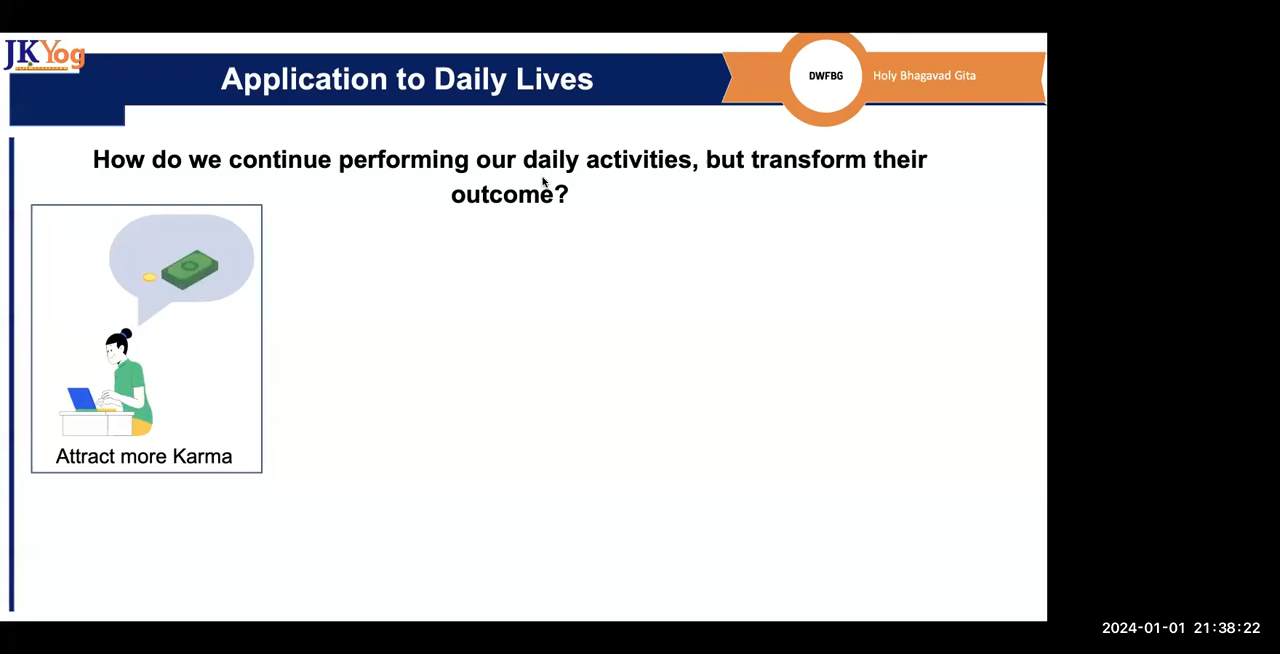 JKYog
Application to Daily Lives
DWFBG
Holy Bhagavad Gita
How do we continue performing our daily activities, but transform their
outcome?
Attract more Karma
2024-01-01 21:38:22